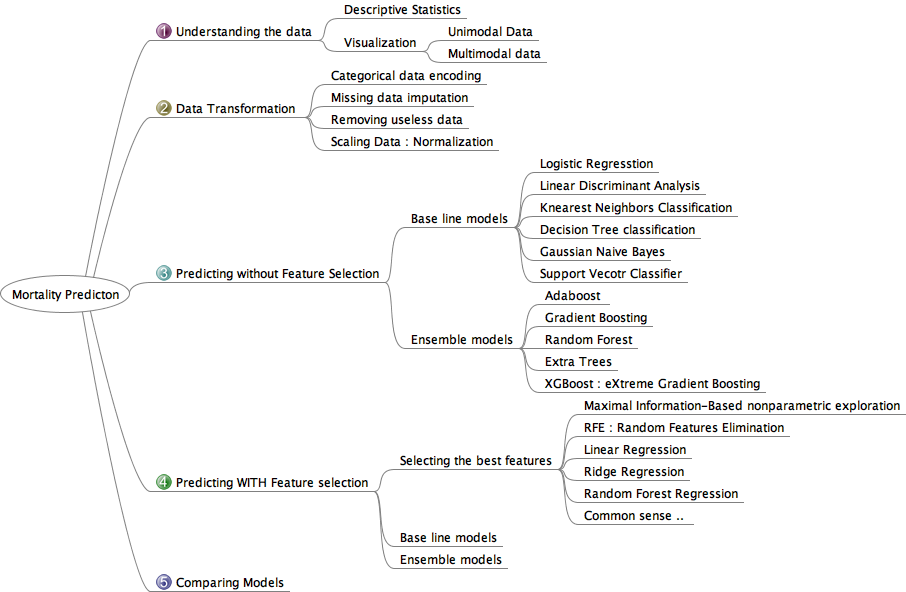 Mortality Predicton
1 Understanding the data
Descriptive Statistics
Visualization
Unimodal Data
Multimodal data
2 Data Transformation
Categorical data encoding
Missing data imputation
Removing useless data
Scaling Data : Normalization
3 Predicting without Feature Selection
Base line models
Logistic Regresstion
Linear Discriminant Analysis
Knearest Neighbors Classification
Decision Tree classification
Gaussian Naive Bayes
Support Vecotr Classifier
Ensemble models
Adaboost
Gradient Boosting
Random Forest
Extra Trees
XGBoost : eXtreme Gradient Boosting
4 Predicting WITH Feature selection
Selecting the best features
Maximal Information-Based nonparametric exploration
RFE : Random Features Elimination
Linear Regression
Ridge Regression
Random Forest Regression
Common sense ..
Base line models
Ensemble models
5 Comparing Models